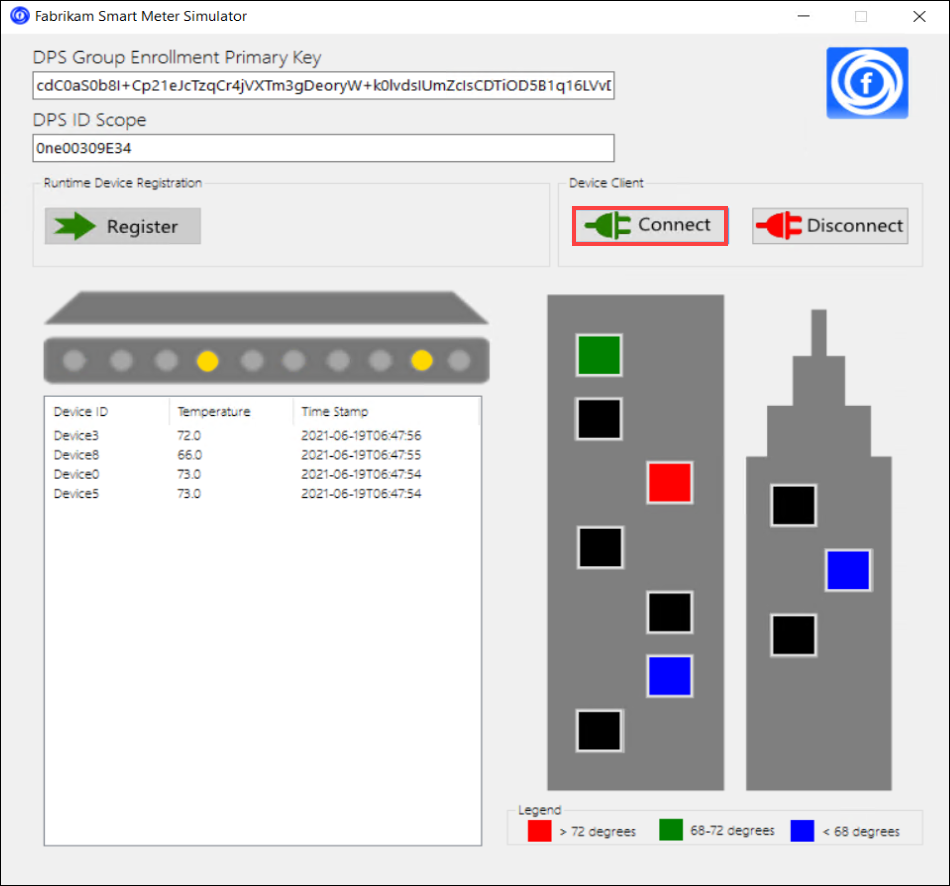 Fabrikam Smart Meter Simulator
DPS Group Enrollment Primary Key
cdC0aS0b8I+Cp21eJcTzqCr4jVXTm3gDeoryW+k0lvdsIUmZcIsCDTiOD5B1q16LVvD
DPS ID Scope
0ne00309E34
Runtime Device Registration
Device Client
Register
Connect
Disconnect
Device ID Temperature Time Stamp
Device3 72.0 2021-06-19T06:47:56
Device8 66.0 2021-06-19T06:47:55
Device0 73.0 2021-06-19T06:47:54
Device5 73.0 2021-06-19T06:47:54
Legend
> 72 degrees 68-72 degrees < 68 degrees